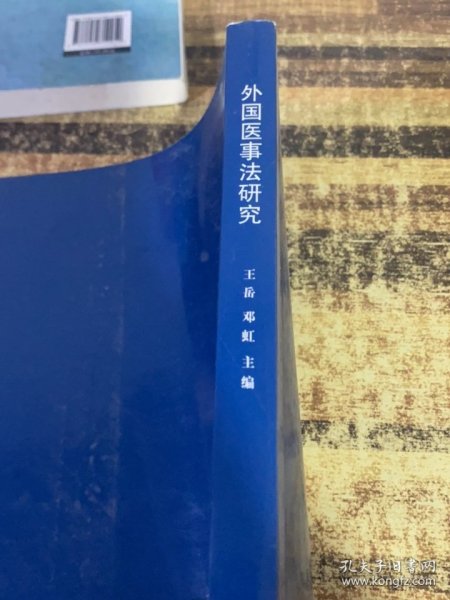 外国医事法研究
王岳 邓虹 主编
孔夫子旧书网
www.kongfz.com